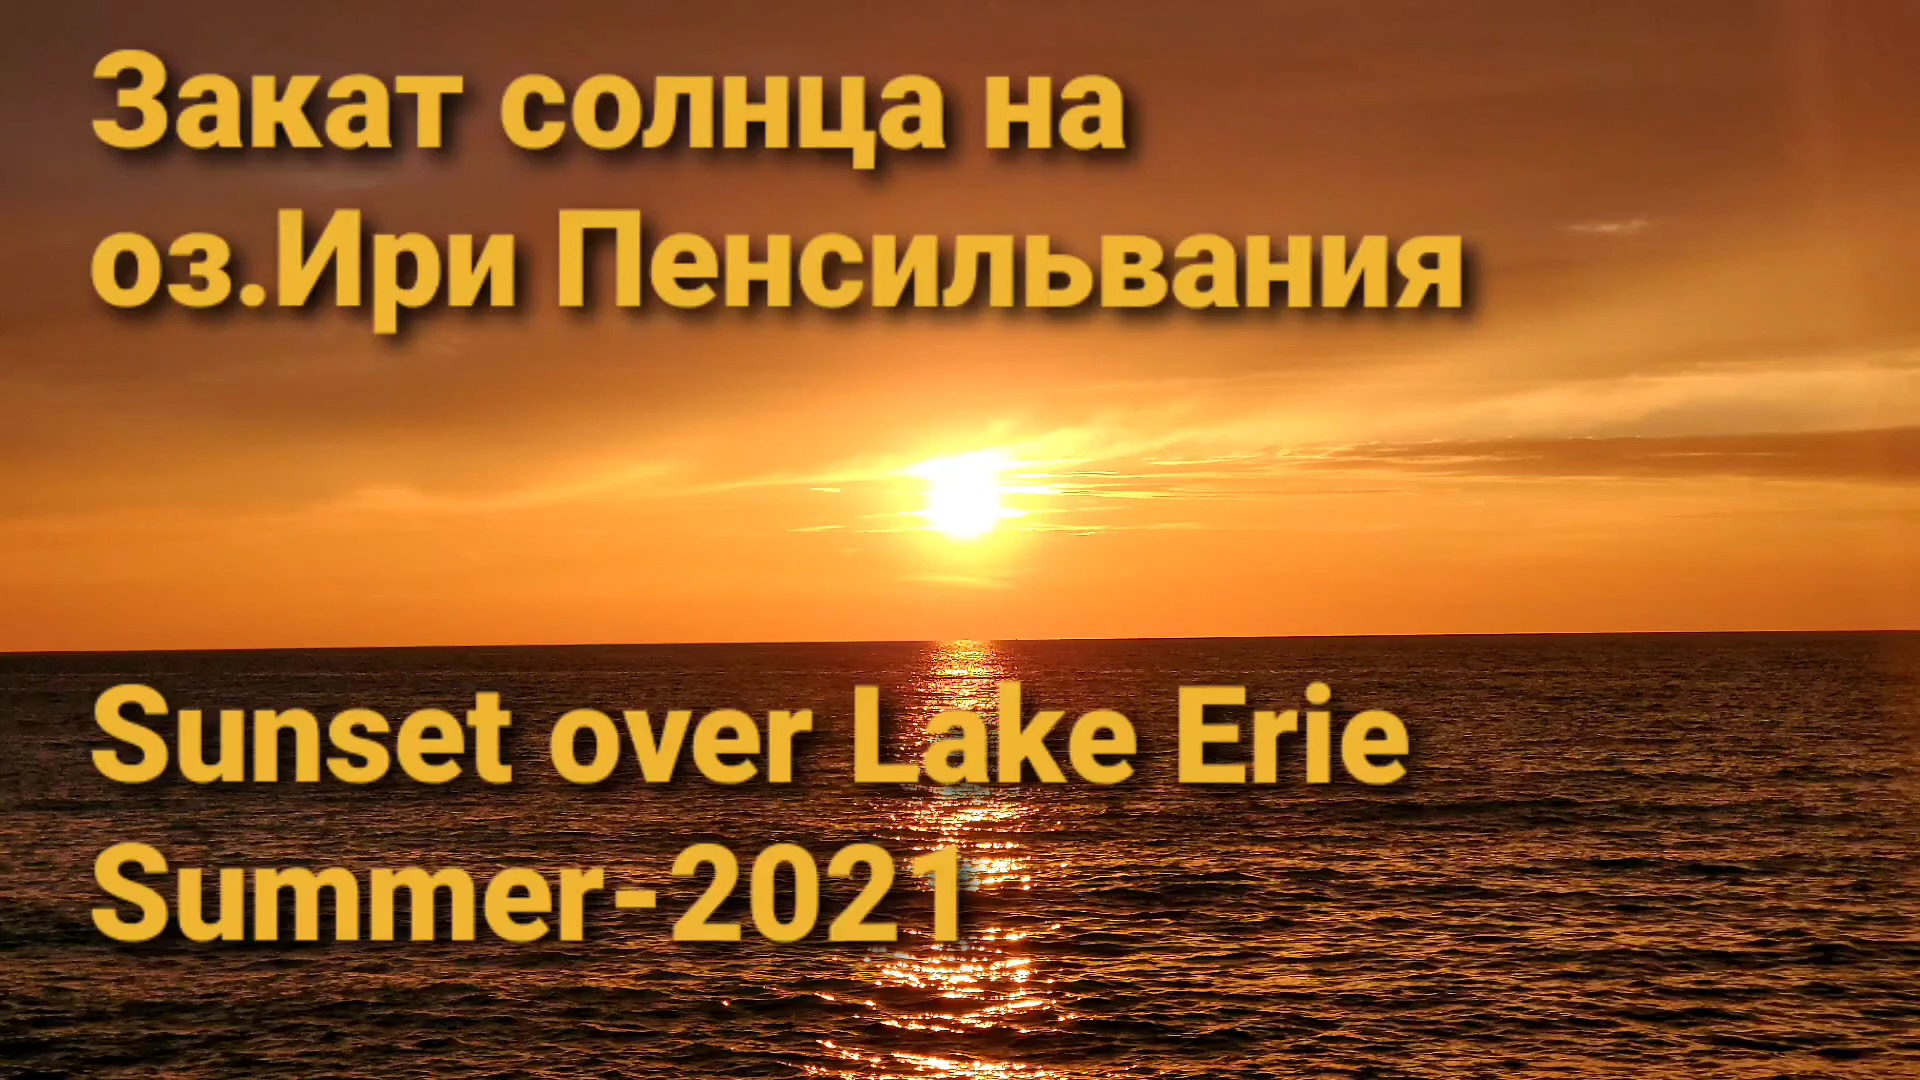 Закат солнца на
оз.Ири Пенсильвания
Sunset over Lake Erie
Summer-2021